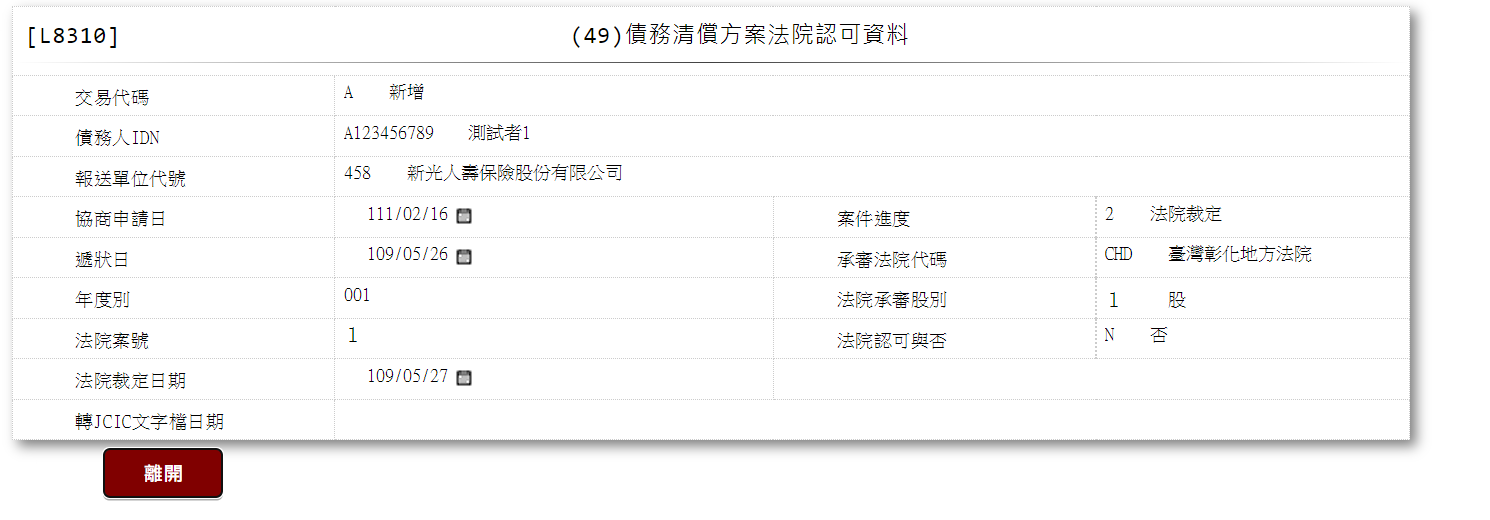 [L8310] (49)債務清償方案法院認可資料
交易代碼 A 新增
債務人IDN A123456789 測試者1
報送單位代號 458 新光人壽保險股份有限公司
協商申請日 111/02/16 案件進度 2 法院裁定
遞狀日 109/05/26 承審法院代碼 CHD 臺灣彰化地方法院
年度別 001 法院承審股別 １ 股
法院案號 １ 法院認可與否 N 否
法院裁定日期 109/05/27
轉JCIC文字檔日期
離開